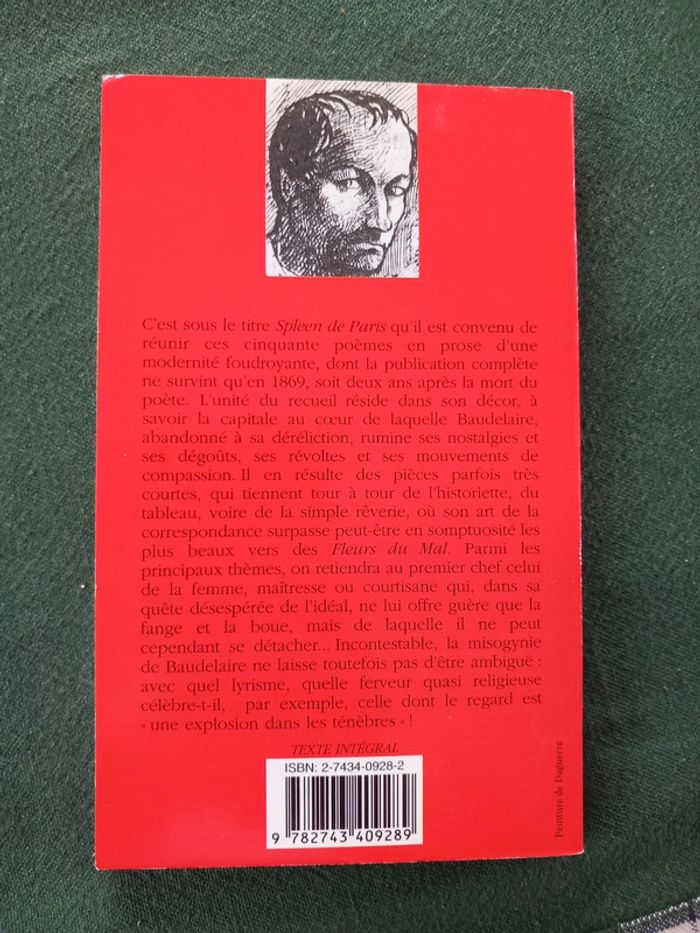 C'est sous le titre Spleen de Paris qu'il est convenu de
réunir ces cinquante poèmes en prose d'une
modernité foudroyante, dont la publication complète
ne survint qu'en 1869, soit deux ans après la mort du
poète. L'unité du recueil réside dans son décor, à
savoir la capitale au cœur de laquelle Baudelaire,
abandonné à sa déréliction, rumine ses nostalgies et
ses dégoûts, ses révoltes et ses mouvements de
compassion. Il en résulte des pièces parfois très
courtes, qui tiennent tour à tour de l'historiette, du
tableau, voire de la simple rêverie, où son art de la
correspondance surpasse peut-être en somptuosité les
plus beaux vers des Fleurs du Mal. Parmi les
principaux thèmes, on retiendra au premier chef celui
de la femme, maîtresse ou courtisane qui, dans sa
quête désespérée de l'idéal, ne lui offre guère que la
fange et la boue, mais de laquelle il ne peut
cependant se détacher... Incontestable, la misogynie
de Baudelaire ne laisse toutefois pas d'être ambiguë :
avec quel lyrisme, quelle ferveur quasi religieuse
célèbre-t-il, par exemple, celle dont le regard est
« une explosion dans les ténèbres » !
TEXTE INTÉGRAL
ISBN: 2-7434-0928-2
9 782743 409289
Peinture de Daguerre